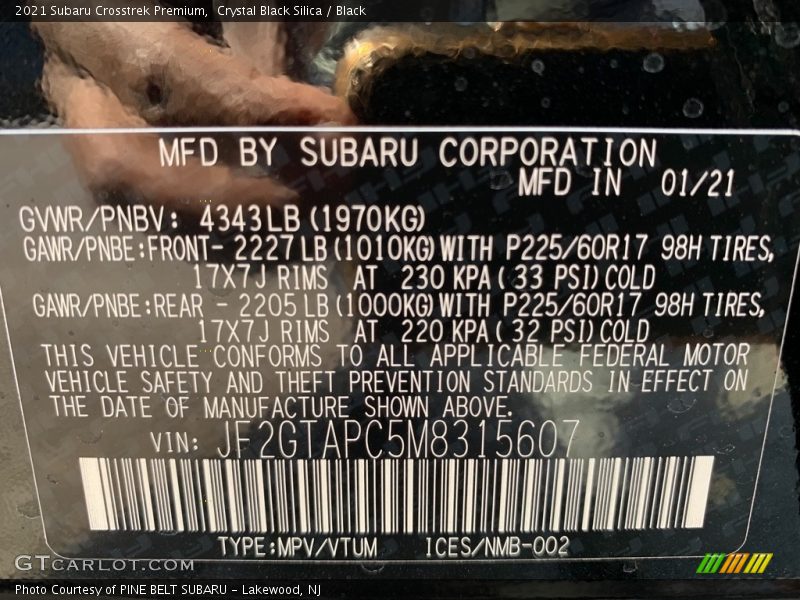 2021 Subaru Crosstrek Premium,  Crystal Black Silica / Black
MFD BY SUBARU CORPORATION
MFD IN 01/21
GVWR/PNBV: 4343LB (1970KG)
GAWR/PNBE:FRONT- 2227 LB (1010KG) WITH P225/60R17 98H TIRES,
17X7J RIMS AT 230 KPA ( 33 PSI) COLD
GAWR/PNBE:REAR - 2205 LB (1000KG) WITH P225/60R17 98H TIRES,
17X7J RIMS AT 220 KPA ( 32 PSI) COLD
THIS VEHICLE CONFORMS TO ALL APPLICABLE FEDERAL MOTOR
VEHICLE SAFETY AND THEFT PREVENTION STANDARDS IN EFFECT ON
THE DATE OF MANUFACTURE SHOWN ABOVE.
VIN: JF2GTAPC5M8315607
TYPE:MPV/VTUM ICES/NMB-002
GTCARLOT.COM
Photo Courtesy of PINE BELT SUBARU - Lakewood, NJ